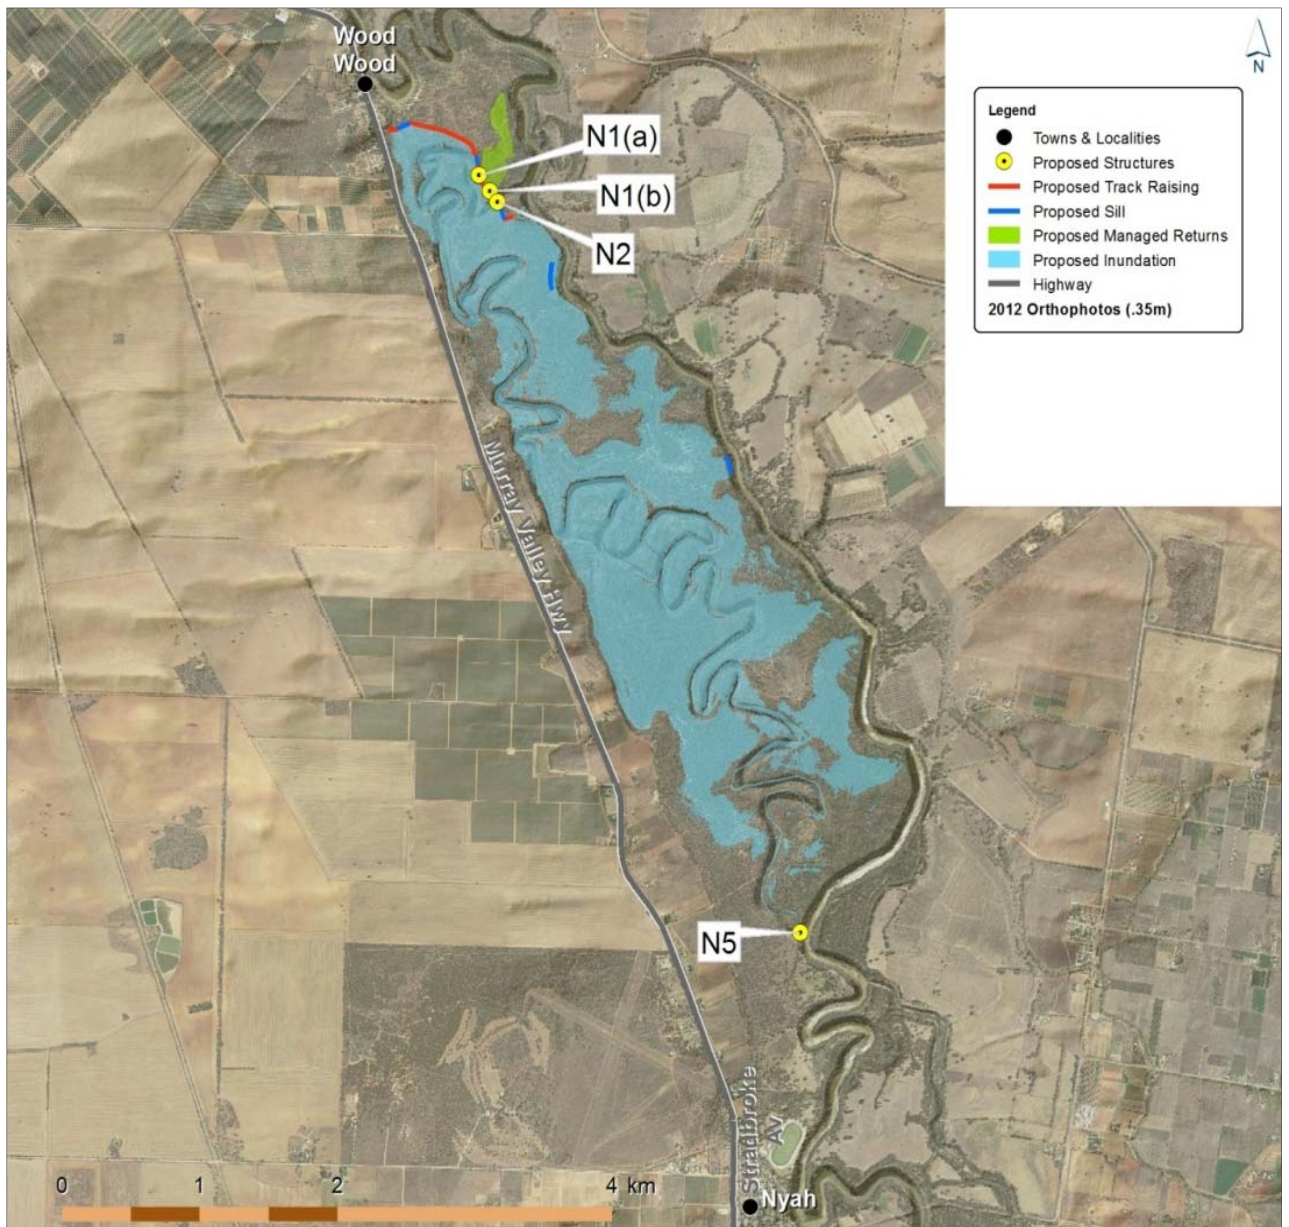 Wood
Wood
N
Legend
Towns & Localities
Proposed Structures
Proposed Track Raising
Proposed Sill
Proposed Managed Returns
Proposed Inundation
Highway
2012 Orthophotos (.35m)
N1(a)
N1(b)
N2
Murray Valley Hwy
N5
Stradbroke
Av
Nyah
0 1 2 4 km